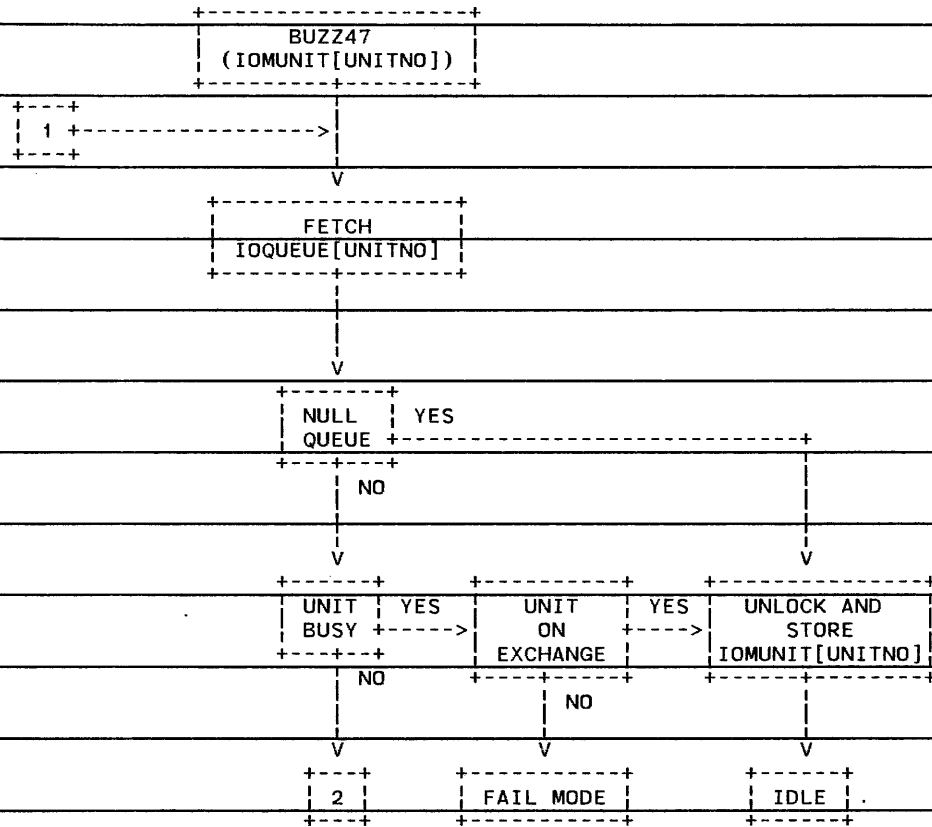 BUZZ47
(IOMUNIT[UNITNO])
1
FETCH
IOQUEUE[UNITNO]
NULL YES
QUEUE
NO
UNIT YES UNIT YES UNLOCK AND
BUSY ON STORE
EXCHANGE IOMUNIT[UNITNO]
NO NO
2 FAIL MODE IDLE